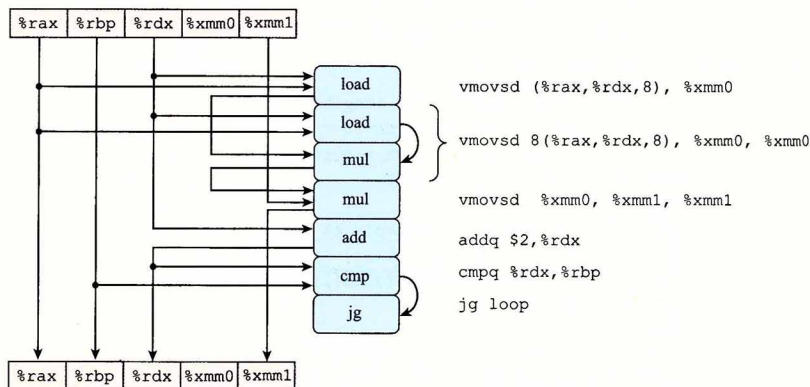 %rax %rbp %rdx %xmm0 %xmm1
load vmovsd (%rax,%rdx,8), %xmm0
load
vmovsd 8(%rax,%rdx,8), %xmm0, %xmm0
mul
mul vmovsd %xmm0, %xmm1, %xmm1
add addq $2,%rdx
cmp cmpq %rdx,%rbp
jg jg loop
%rax %rbp %rdx %xmm0 %xmm1